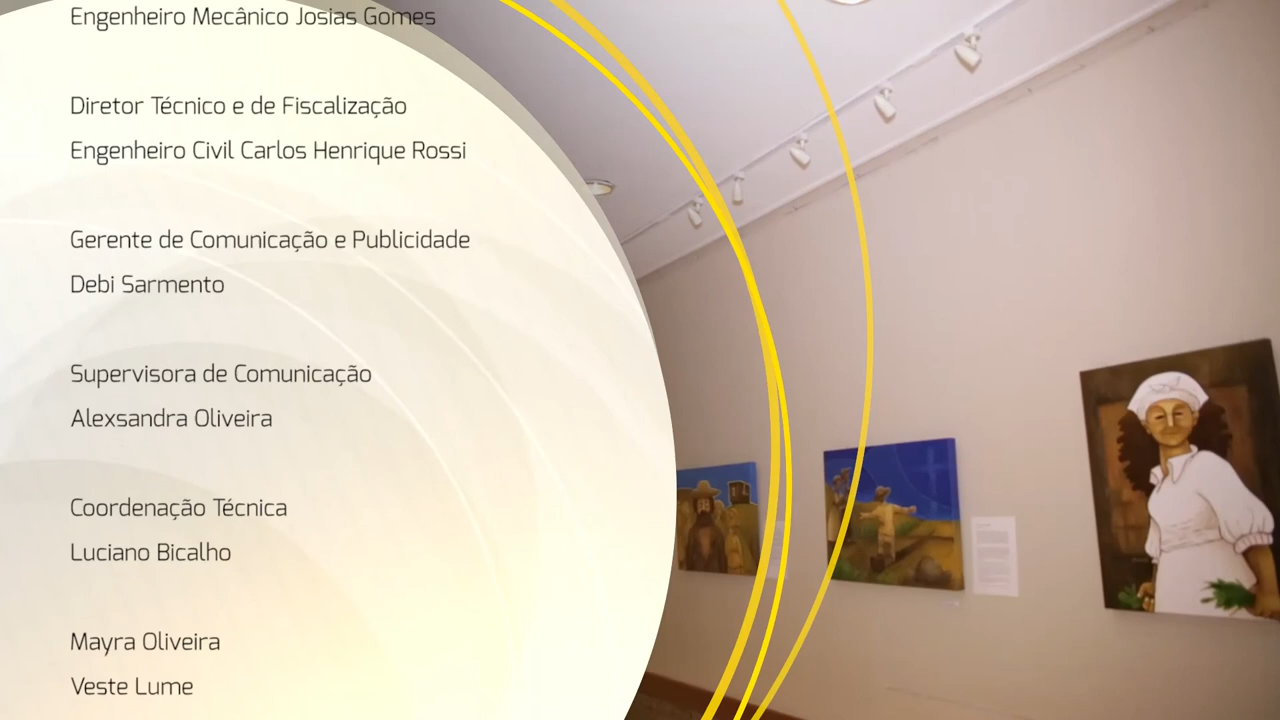 Engenheiro Mecânico Josias Gomes
Diretor Técnico e de Fiscalização
Engenheiro Civil Carlos Henrique Rossi
Gerente de Comunicação e Publicidade
Debi Sarmento
Supervisora de Comunicação
Alexsandra Oliveira
Coordenação Técnica
Luciano Bicalho
Mayra Oliveira
Veste Lume